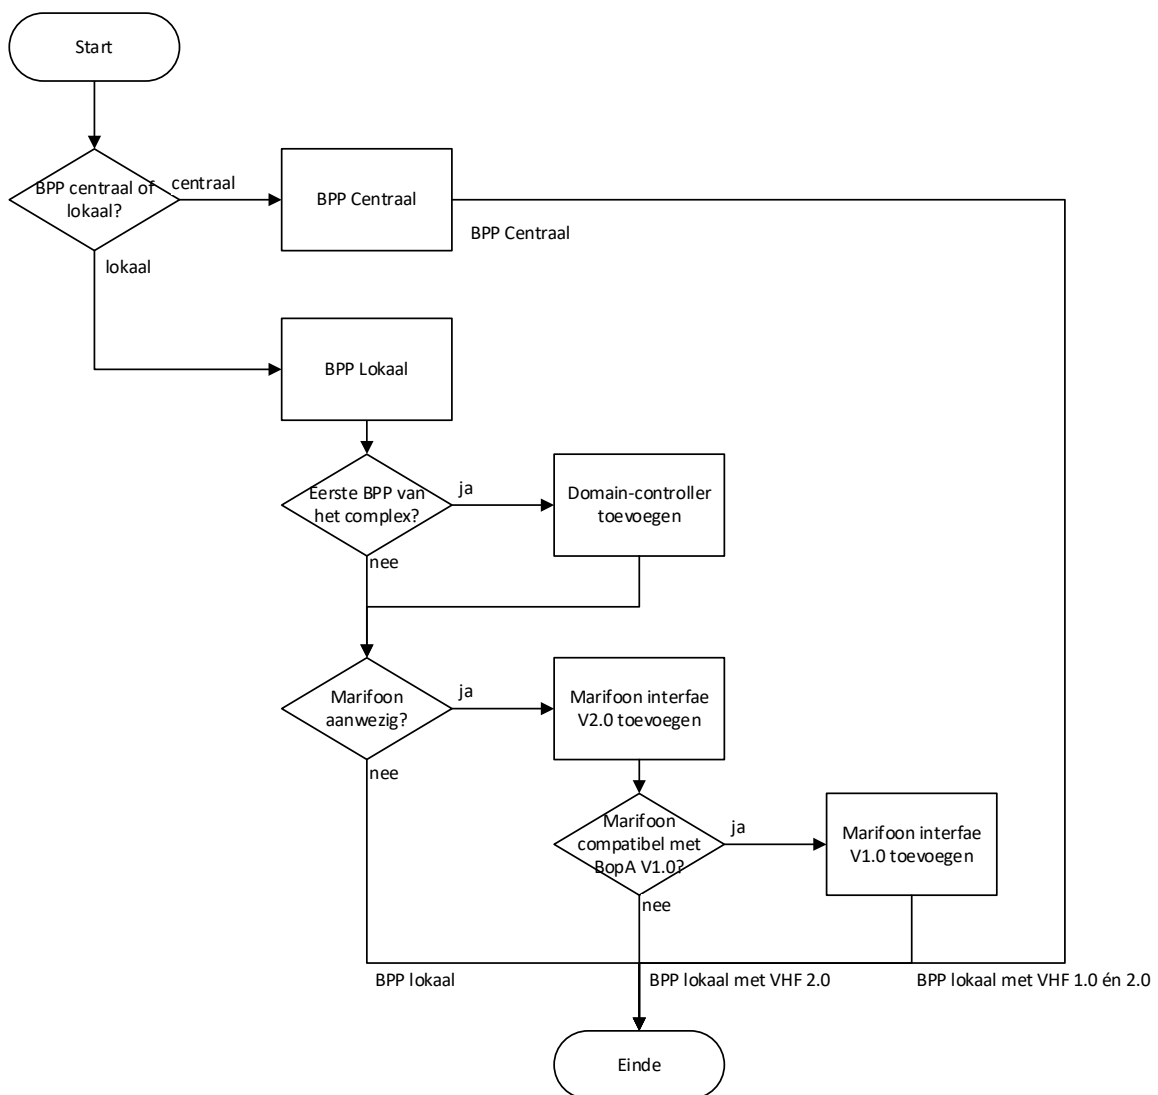 Start
BPP centraal of
lokaal?
centraal
BPP Centraal
BPP Centraal
lokaal
BPP Lokaal
Eerste BPP van
het complex?
ja
Domain-controller
toevoegen
nee
Marifoon
aanwezig?
ja
Marifoon interfae
V2.0 toevoegen
nee
Marifoon
compatibel met
BopA V1.0?
ja
Marifoon interfae
V1.0 toevoegen
nee
BPP lokaal
BPP lokaal met VHF 2.0
BPP lokaal met VHF 1.0 én 2.0
Einde